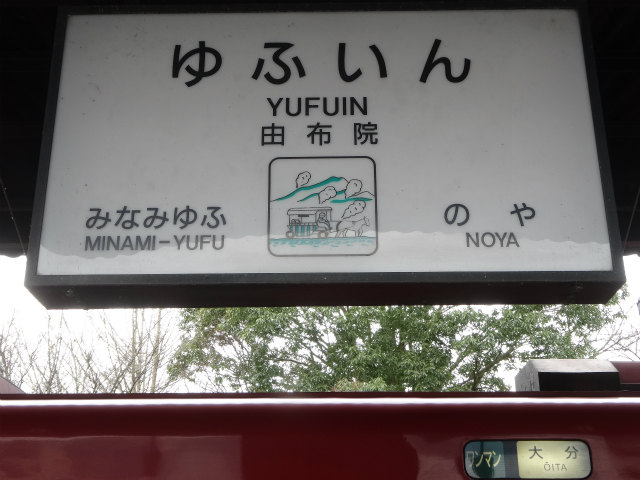 ゆふいん
YUFUIN
由布院
みなみゆふ
MINAMI-YUFU
のや
NOYA
ワンマン
大分
ŌITA